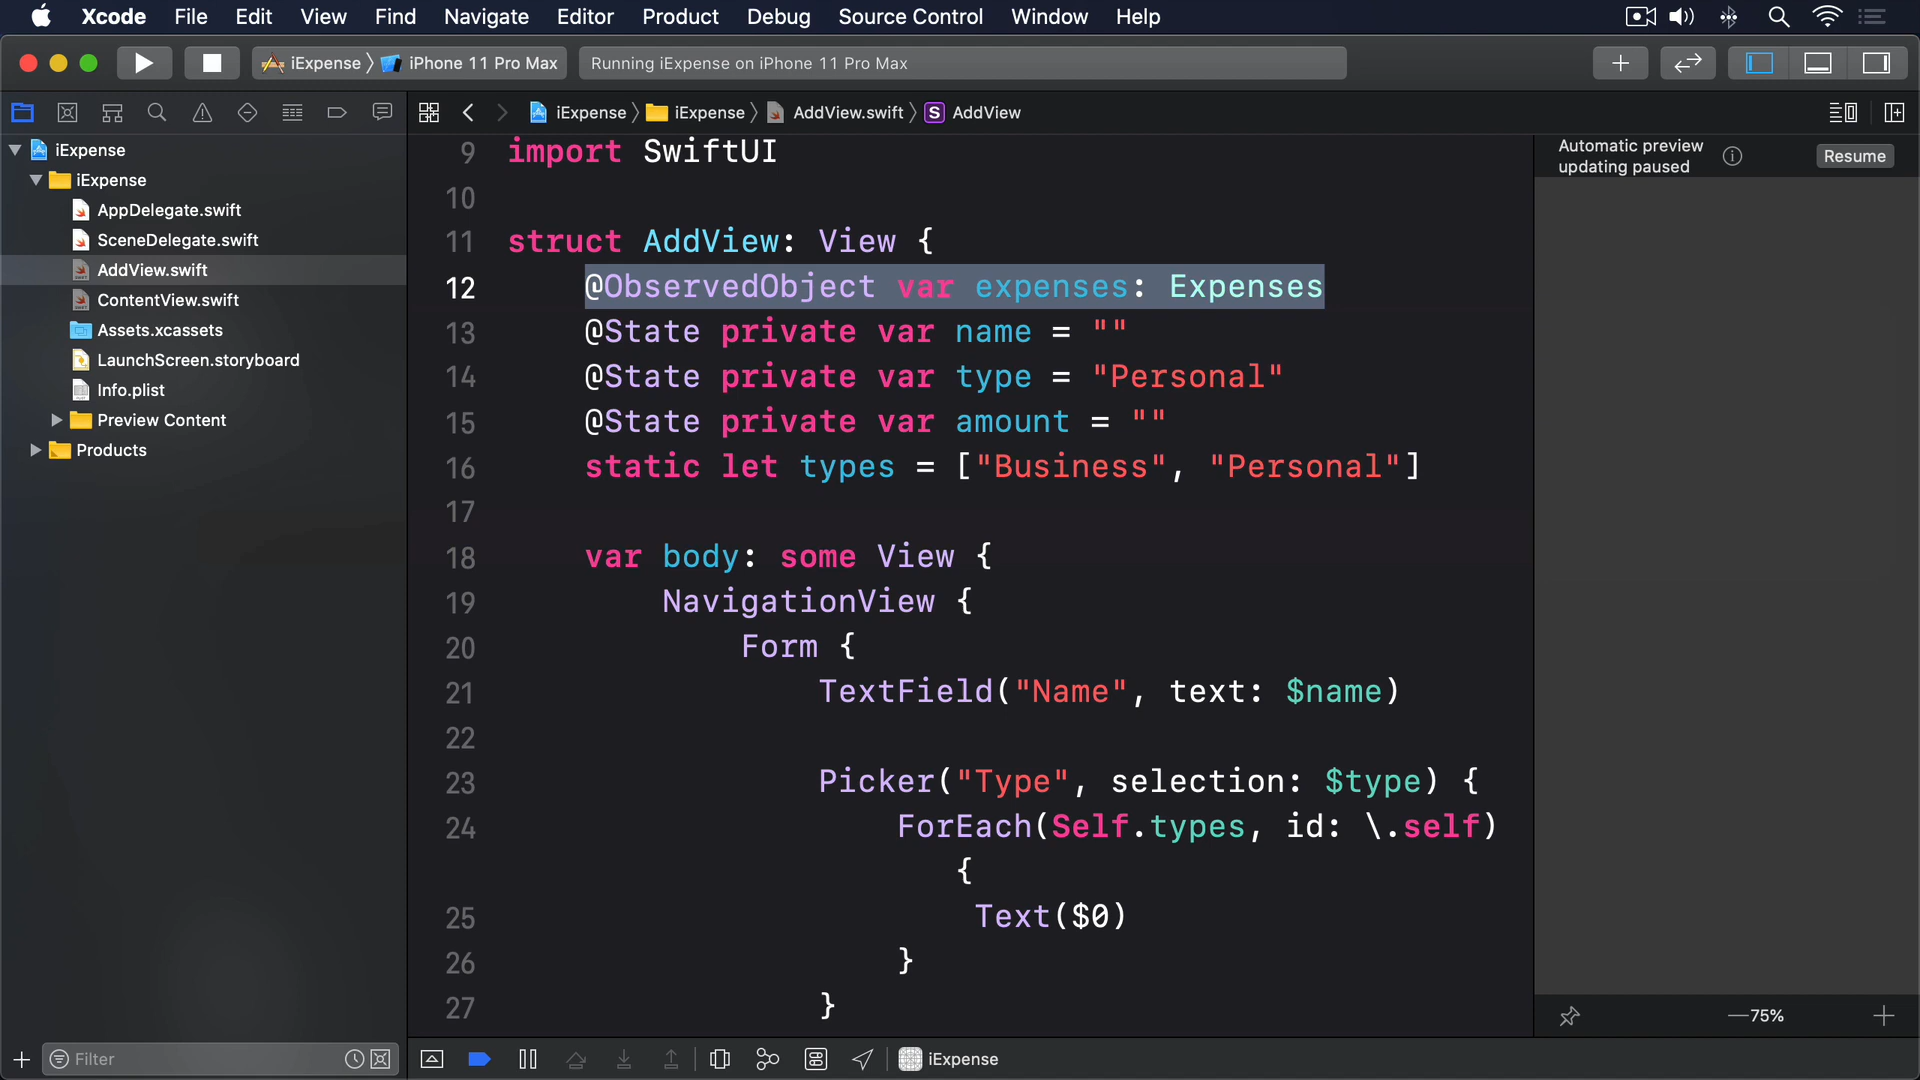 Xcode File Edit View Find Navigate Editor Product Debug Source Control Window Help
iExpense iPhone 11 Pro Max
Running iExpense on iPhone 11 Pro Max
iExpense iExpense AddView.swift S AddView
iExpense
iExpense
AppDelegate.swift
SceneDelegate.swift
AddView.swift
ContentView.swift
Assets.xcassets
LaunchScreen.storyboard
Info.plist
Preview Content
Products
Filter
9 import SwiftUI
10
11 struct AddView: View {
12 @ObservedObject var expenses: Expenses
13 @State private var name = ""
14 @State private var type = "Personal"
15 @State private var amount = ""
16 static let types = ["Business", "Personal"]
17
18 var body: some View {
19 NavigationView {
20 Form {
21 TextField("Name", text: $name)
22
23 Picker("Type", selection: $type) {
24 ForEach(Self.types, id: \.self)
{
25 Text($0)
26 }
27 }
Automatic preview
updating paused
Resume
75%
iExpense